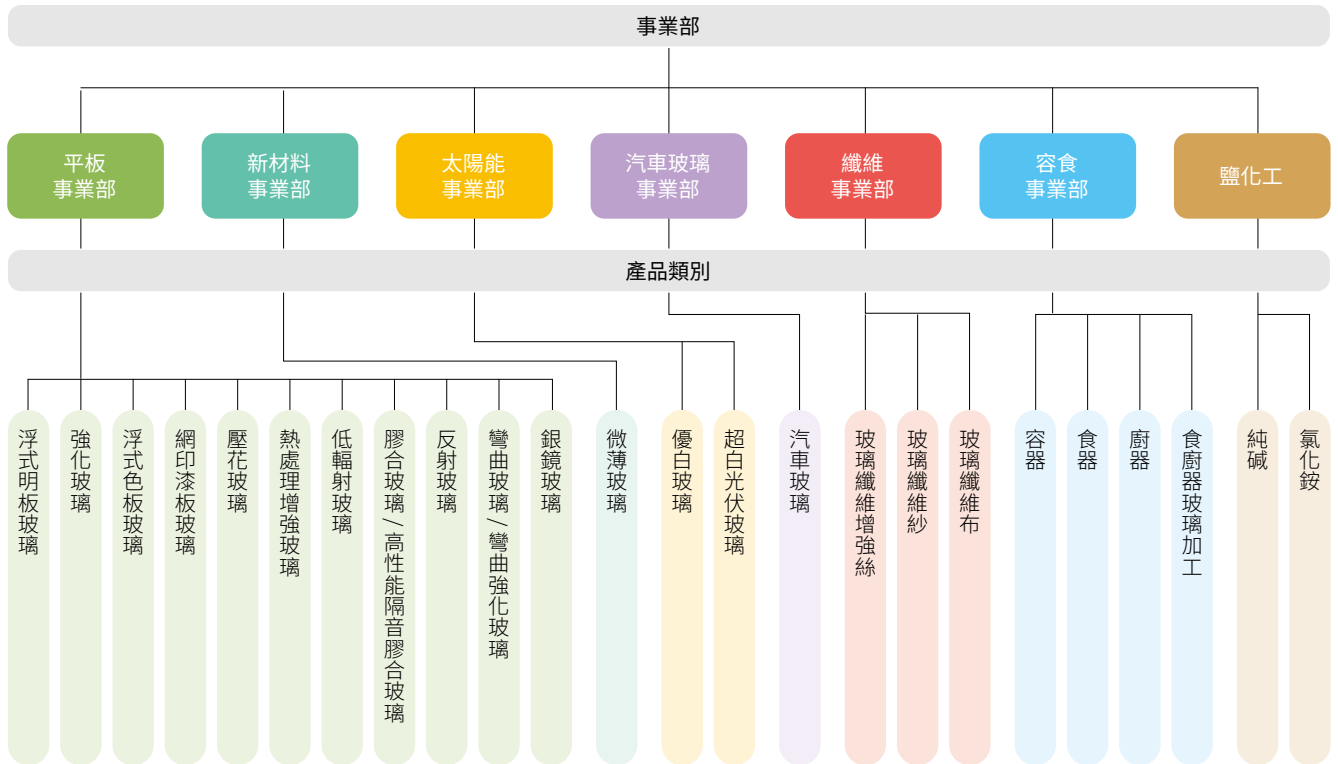 事業部
平板
事業部
新材料
事業部
太陽能
事業部
汽車玻璃
事業部
纖維
事業部
容食
事業部
鹽化工
產品類別
浮式明板玻璃
強化玻璃
浮式色板玻璃
網印漆板玻璃
壓花玻璃
熱處理增強玻璃
低輻射玻璃
膠合玻璃/高性能隔音膠合玻璃
反射玻璃
彎曲玻璃/彎曲強化玻璃
銀鏡玻璃
微薄玻璃
優白玻璃
超白光伏玻璃
汽車玻璃
玻璃纖維增強絲
玻璃纖維紗
玻璃纖維布
容器
食器
廚器
食廚器玻璃加工
純碱
氯化銨